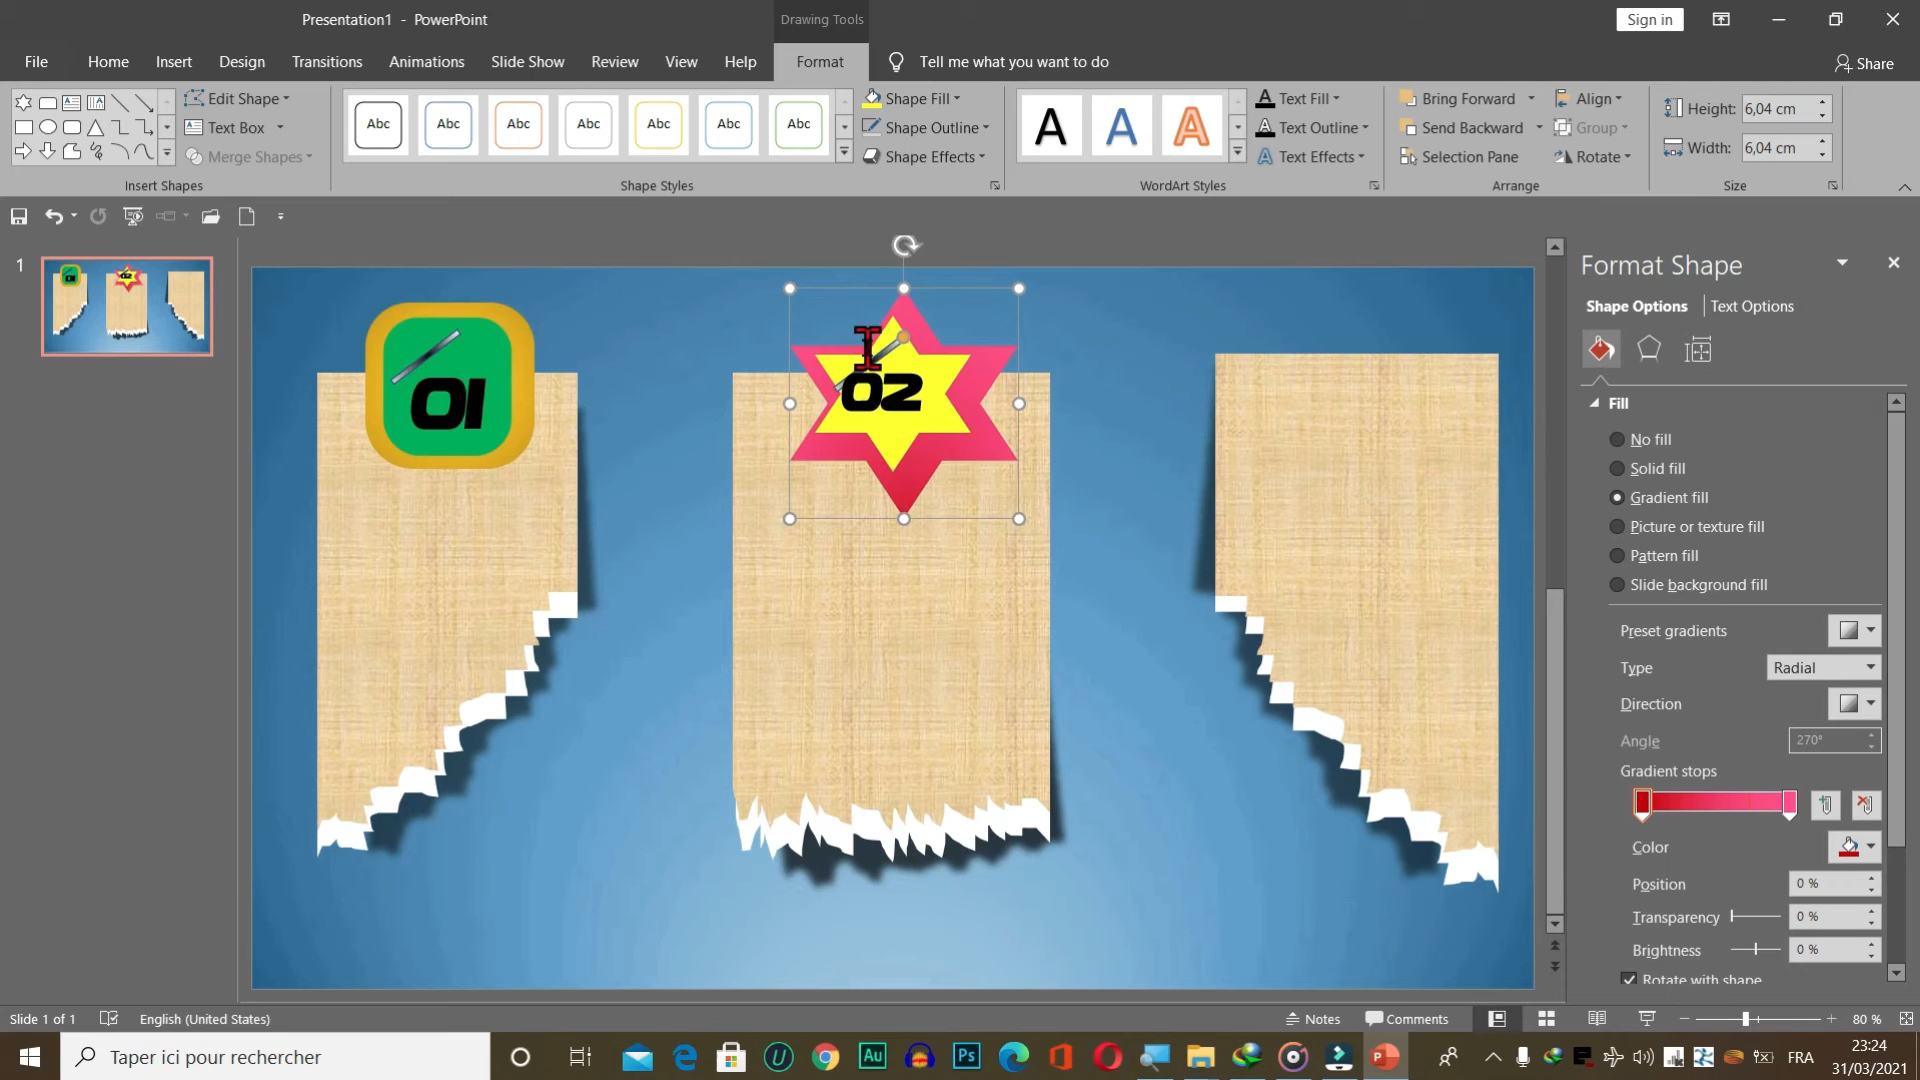 Presentation1 - PowerPoint
Drawing Tools
Sign in
File
Home
Insert
Design
Transitions
Animations
Slide Show
Review
View
Help
Format
Tell me what you want to do
Share
Edit Shape
Text Box
Merge Shapes
Insert Shapes
Abc
Abc
Abc
Abc
Abc
Abc
Abc
Shape Styles
Shape Fill
Shape Outline
Shape Effects
A
A
A
Text Fill
Text Outline
Text Effects
WordArt Styles
Bring Forward
Send Backward
Selection Pane
Align
Group
Rotate
Arrange
Height: 6,04 cm
Width: 6,04 cm
Size
1
01
02
Format Shape
Shape Options
Text Options
Fill
No fill
Solid fill
Gradient fill
Picture or texture fill
Pattern fill
Slide background fill
Preset gradients
Type
Radial
Direction
Angle
270°
Gradient stops
Color
Position
0 %
Transparency
0 %
Brightness
0 %
Rotate with shape
Slide 1 of 1
English (United States)
Notes
Comments
80 %
Taper ici pour rechercher
Au
Ps
FRA
23:24
31/03/2021